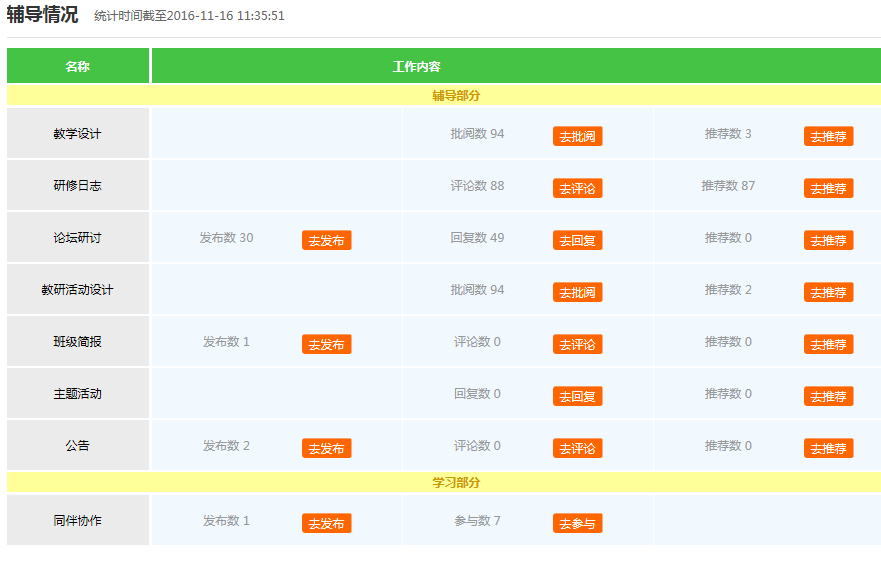 辅导情况 统计时间截至2016-11-16 11:35:51
名称 工作内容
辅导部分
教学设计 批阅数 94 去批阅 推荐数 3 去推荐
研修日志 评论数 88 去评论 推荐数 87 去推荐
论坛研讨 发布数 30 去发布 回复数 49 去回复 推荐数 0 去推荐
教研活动设计 批阅数 94 去批阅 推荐数 2 去推荐
班级简报 发布数 1 去发布 评论数 0 去评论 推荐数 0 去推荐
主题活动 回复数 0 去回复 推荐数 0 去推荐
公告 发布数 2 去发布 评论数 0 去评论 推荐数 0 去推荐
学习部分
同伴协作 发布数 1 去发布 参与数 7 去参与